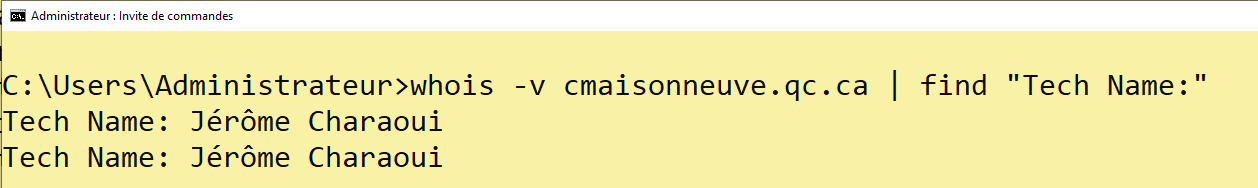 Administrateur : Invite de commandes
C:\Users\Administrateur>whois -v cmaisonneuve.qc.ca | find "Tech Name:"
Tech Name: Jérôme Charaoui
Tech Name: Jérôme Charaoui